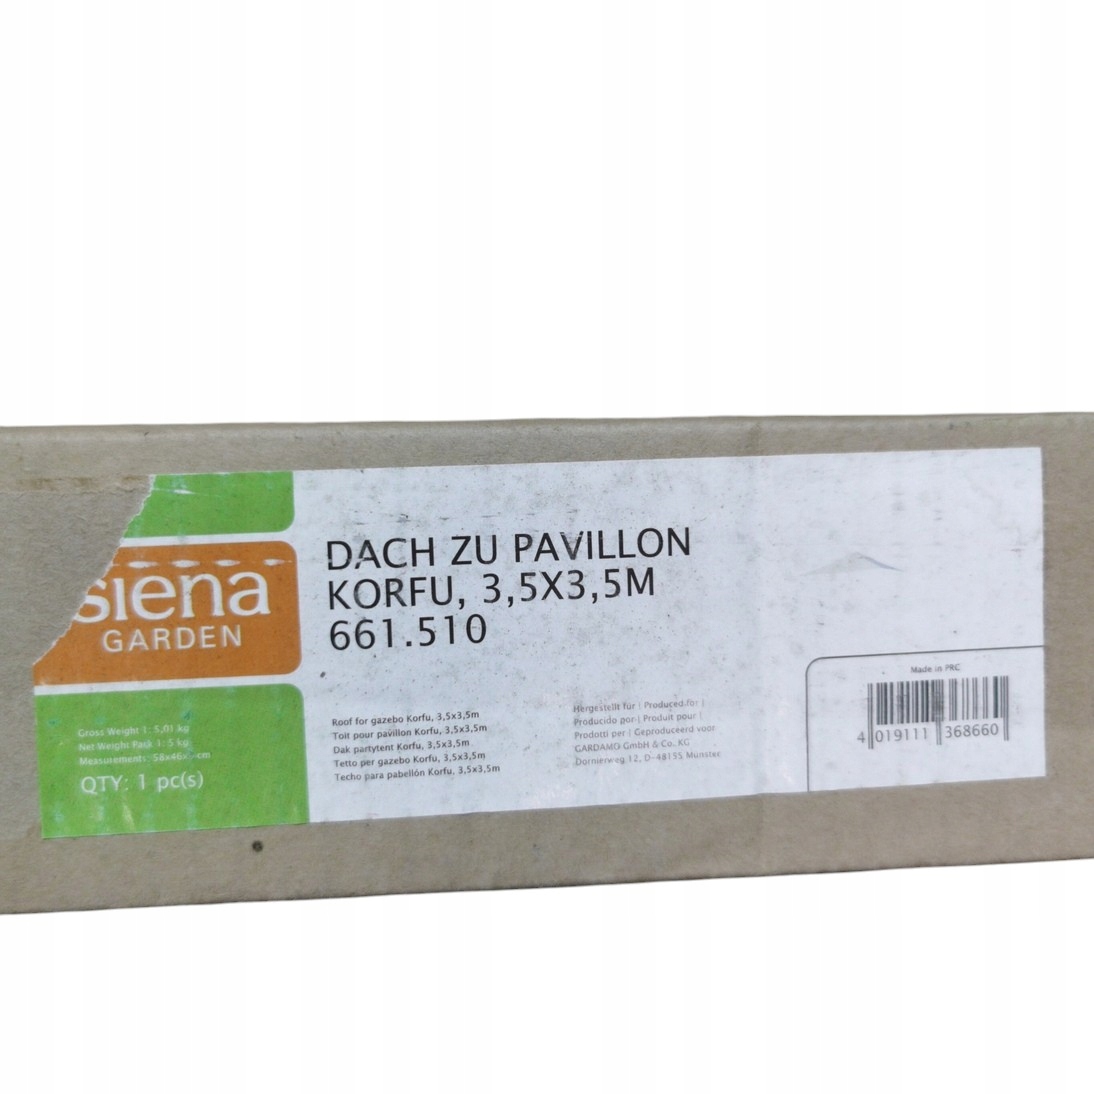 siena
GARDEN
DACH ZU PAVILLON
KORFU, 3,5X3,5M
661.510
Gross Weight 1: 5,01 kg
Net Weight Pack 1: 5 kg
Measurements: 58x46x cm
QTY: 1 pc(s)
Roof for gazebo Korfu, 3,5x3,5m
Toit pour pavillon Korfu, 3,5x3,5m
Dak partytent Korfu, 3,5x3,5m
Tetto per gazebo Korfu, 3,5x3,5m
Techo para pabellón Korfu, 3,5x3,5m
Hergestellt für | Produced for |
Producido por | Produit pour |
Prodotti per | Geproduceerd voor
GARDAMO GmbH & Co. KG
Dornierweg 12, D-48155 Münster
Made in PRC
4 019111 368660